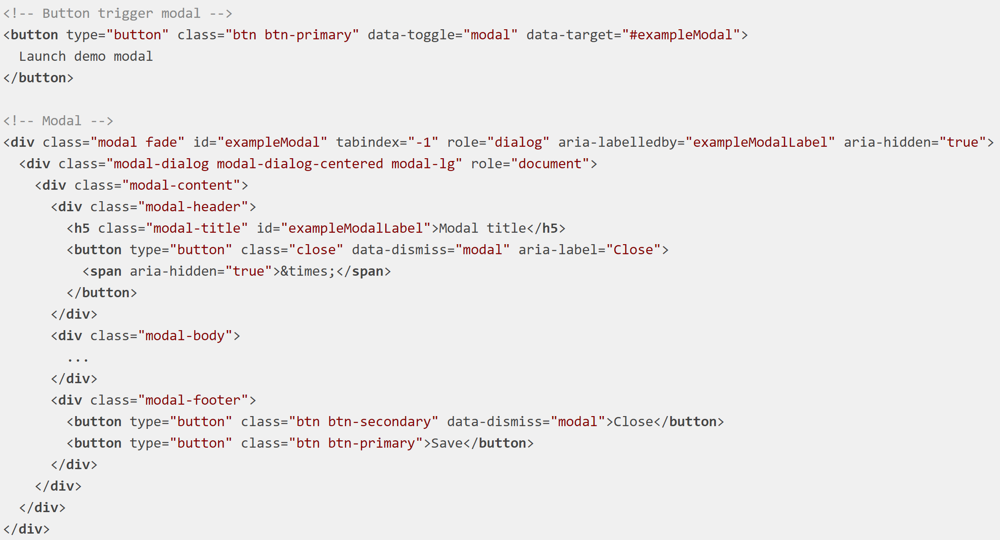 <!-- Button trigger modal -->
<button type="button" class="btn btn-primary" data-toggle="modal" data-target="#exampleModal">
  Launch demo modal
</button>

<!-- Modal -->
<div class="modal fade" id="exampleModal" tabindex="-1" role="dialog" aria-labelledby="exampleModalLabel" aria-hidden="true">
  <div class="modal-dialog modal-dialog-centered modal-lg" role="document">
    <div class="modal-content">
      <div class="modal-header">
        <h5 class="modal-title" id="exampleModalLabel">Modal title</h5>
        <button type="button" class="close" data-dismiss="modal" aria-label="Close">
          <span aria-hidden="true">&times;</span>
        </button>
      </div>
      <div class="modal-body">
        ...
      </div>
      <div class="modal-footer">
        <button type="button" class="btn btn-secondary" data-dismiss="modal">Close</button>
        <button type="button" class="btn btn-primary">Save</button>
      </div>
    </div>
  </div>
</div>